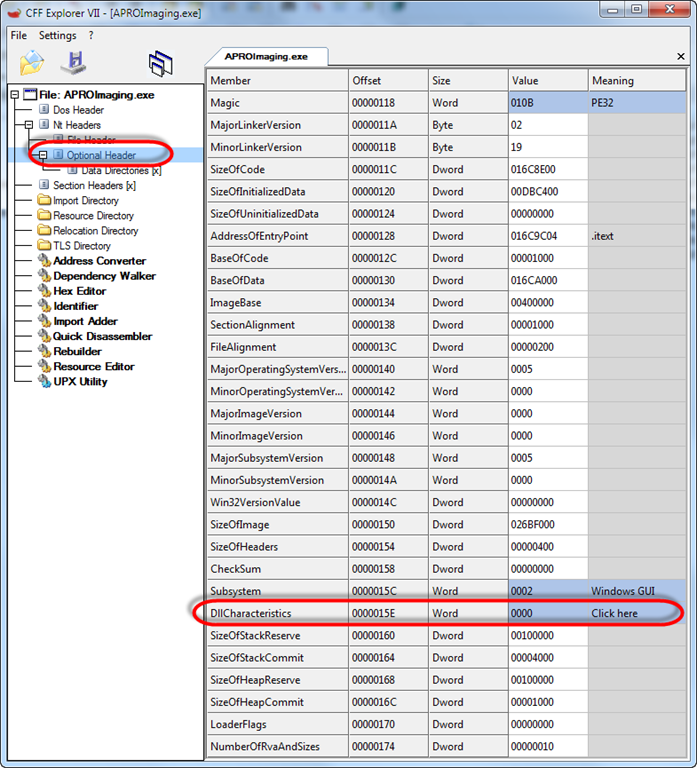 CFF Explorer VII - [APROImaging.exe]
File Settings ?
APROImaging.exe
File: APROImaging.exe
Dos Header
Nt Headers
File Header
Optional Header
Data Directories [x]
Section Headers [x]
Import Directory
Resource Directory
Relocation Directory
TLS Directory
Address Converter
Dependency Walker
Hex Editor
Identifier
Import Adder
Quick Disassembler
Rebuilder
Resource Editor
UPX Utility
Member Offset Size Value Meaning
Magic 00000118 Word 010B PE32
MajorLinkerVersion 0000011A Byte 02
MinorLinkerVersion 0000011B Byte 19
SizeOfCode 0000011C Dword 016C8E00
SizeOfInitializedData 00000120 Dword 00DBC400
SizeOfUninitializedData 00000124 Dword 00000000
AddressOfEntryPoint 00000128 Dword 016C9C04 .itext
BaseOfCode 0000012C Dword 00001000
BaseOfData 00000130 Dword 016CA000
ImageBase 00000134 Dword 00400000
SectionAlignment 00000138 Dword 00001000
FileAlignment 0000013C Dword 00000200
MajorOperatingSystemVers... 00000140 Word 0005
MinorOperatingSystemVer... 00000142 Word 0000
MajorImageVersion 00000144 Word 0000
MinorImageVersion 00000146 Word 0000
MajorSubsystemVersion 00000148 Word 0005
MinorSubsystemVersion 0000014A Word 0000
Win32VersionValue 0000014C Dword 00000000
SizeOfImage 00000150 Dword 026BF000
SizeOfHeaders 00000154 Dword 00000400
CheckSum 00000158 Dword 00000000
Subsystem 0000015C Word 0002 Windows GUI
DllCharacteristics 0000015E Word 0000 Click here
SizeOfStackReserve 00000160 Dword 00100000
SizeOfStackCommit 00000164 Dword 00004000
SizeOfHeapReserve 00000168 Dword 00100000
SizeOfHeapCommit 0000016C Dword 00001000
LoaderFlags 00000170 Dword 00000000
NumberOfRvaAndSizes 00000174 Dword 00000010